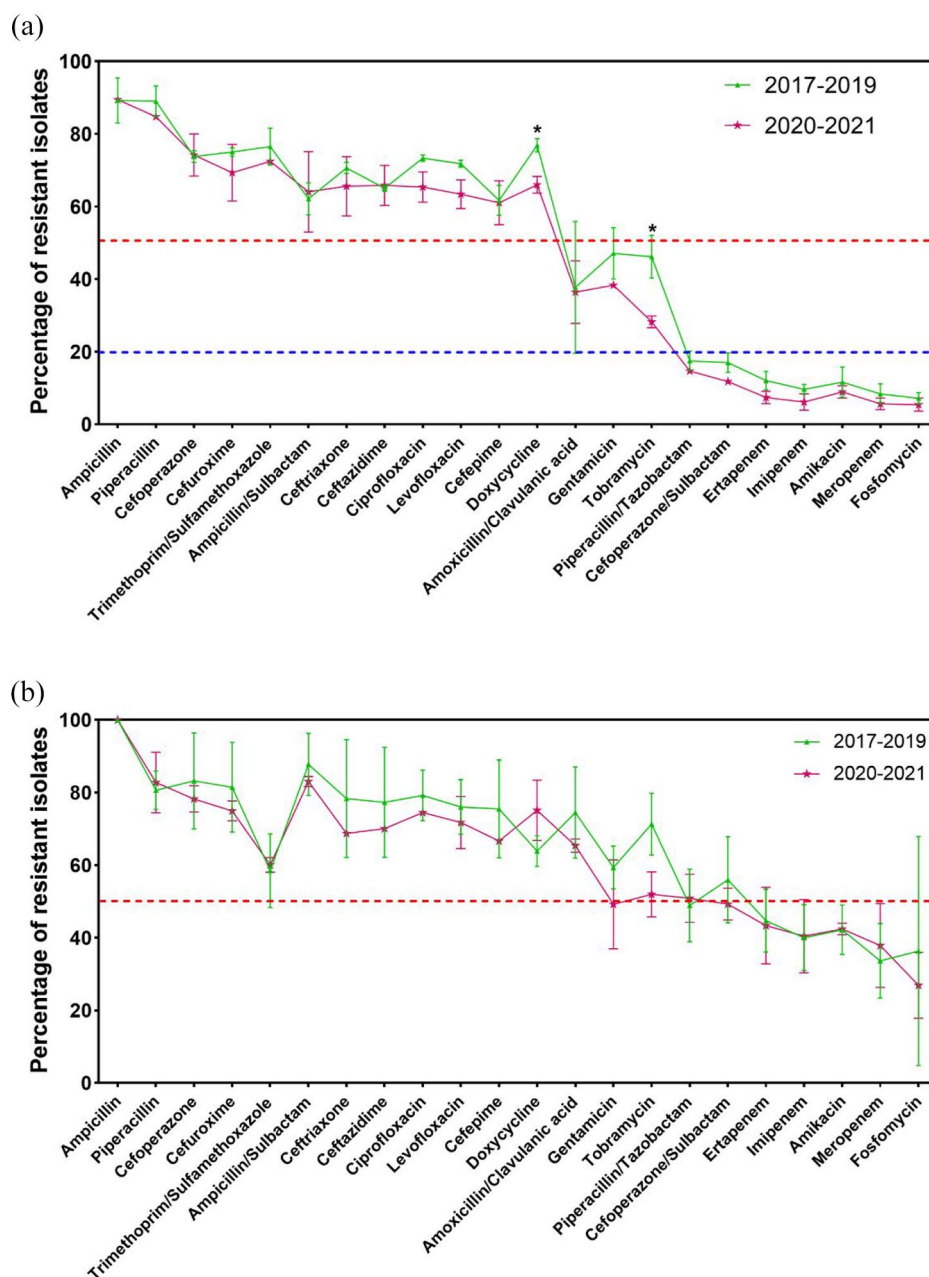 (a)
Percentage of resistant isolates
100
80
60
40
20
0
2017-2019
2020-2021
*
*
Ampicillin
Piperacillin
Cefoperazone
Cefuroxime
Trimethoprim/Sulfamethoxazole
Ampicillin/Sulbactam
Ceftriaxone
Ceftazidime
Ciprofloxacin
Levofloxacin
Cefepime
Doxycycline
Amoxicillin/Clavulanic acid
Gentamicin
Tobramycin
Piperacillin/Tazobactam
Cefoperazone/Sulbactam
Ertapenem
Imipenem
Amikacin
Meropenem
Fosfomycin
(b)
Percentage of resistant isolates
100
80
60
40
20
0
2017-2019
2020-2021
Ampicillin
Piperacillin
Cefoperazone
Cefuroxime
Trimethoprim/Sulfamethoxazole
Ampicillin/Sulbactam
Ceftriaxone
Ceftazidime
Ciprofloxacin
Levofloxacin
Cefepime
Doxycycline
Amoxicillin/Clavulanic acid
Gentamicin
Tobramycin
Piperacillin/Tazobactam
Cefoperazone/Sulbactam
Ertapenem
Imipenem
Amikacin
Meropenem
Fosfomycin